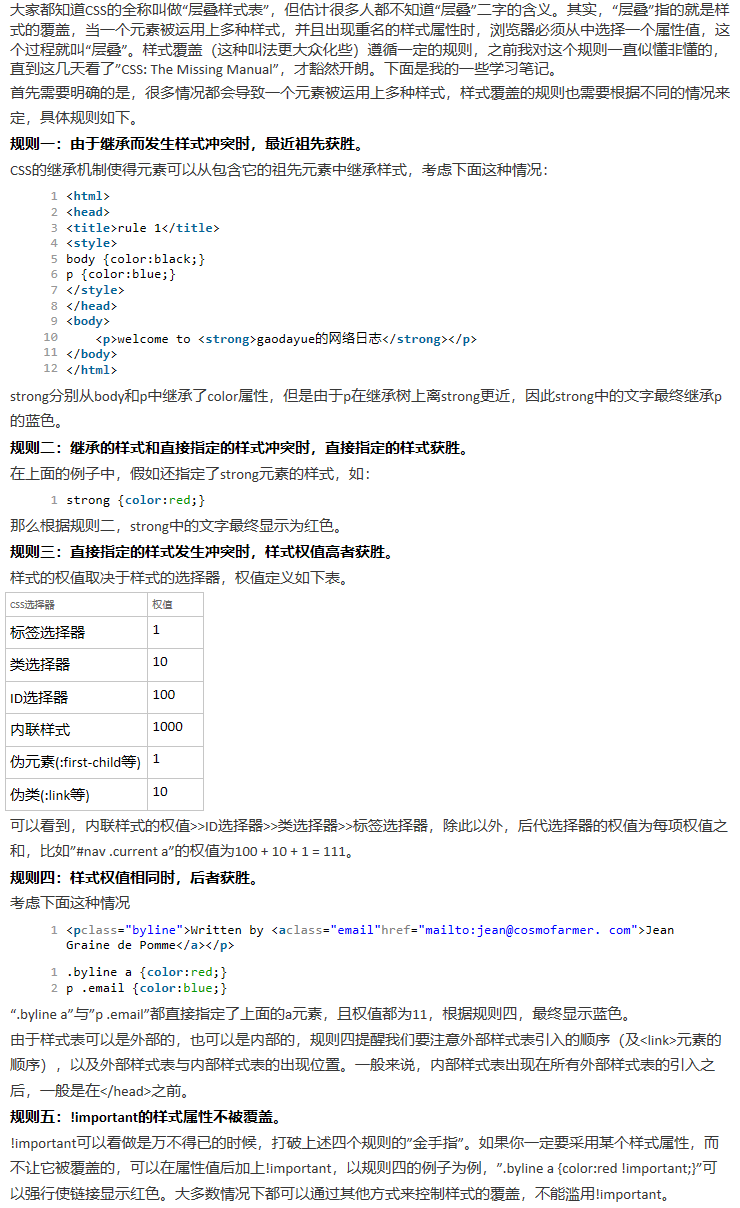 大家都知道CSS的全称叫做“层叠样式表”，但估计很多人都不知道“层叠”二字的含义。其实，“层叠”指的就是样
式的覆盖，当一个元素被运用上多种样式，并且出现重名的样式属性时，浏览器必须从中选择一个属性值，这
个过程就叫“层叠”。样式覆盖（这种叫法更大众化些）遵循一定的规则，之前我对这个规则一直似懂非懂的，
直到这几天看了”CSS: The Missing Manual”，才豁然开朗。下面是我的一些学习笔记。
首先需要明确的是，很多情况都会导致一个元素被运用上多种样式，样式覆盖的规则也需要根据不同的情况来
定，具体规则如下。
规则一：由于继承而发生样式冲突时，最近祖先获胜。
CSS的继承机制使得元素可以从包含它的祖先元素中继承样式，考虑下面这种情况：
1 <html>
2 <head>
3 <title>rule 1</title>
4 <style>
5 body {color:black;}
6 p {color:blue;}
7 </style>
8 </head>
9 <body>
10 <p>welcome to <strong>gaodayue的网络日志</strong></p>
11 </body>
12 </html>
strong分别从body和p中继承了color属性，但是由于p在继承树上离strong更近，因此strong中的文字最终继承p
的蓝色。
规则二：继承的样式和直接指定的样式冲突时，直接指定的样式获胜。
在上面的例子中，假如还指定了strong元素的样式，如：
1 strong {color:red;}
那么根据规则二，strong中的文字最终显示为红色。
规则三：直接指定的样式发生冲突时，样式权值高者获胜。
样式的权值取决于样式的选择器，权值定义如下表。
CSS选择器 权值
标签选择器 1
类选择器 10
ID选择器 100
内联样式 1000
伪元素(:first-child等) 1
伪类(:link等) 10
可以看到，内联样式的权值>>ID选择器>>类选择器>>标签选择器，除此以外，后代选择器的权值为每项权值之
和，比如”#nav .current a”的权值为100 + 10 + 1 = 111。
规则四：样式权值相同时，后者获胜。
考虑下面这种情况
1 <pclass="byline">Written by <aclass="email"href="mailto:jean@cosmofarmer. com">Jean
Graine de Pomme</a></p>
1 .byline a {color:red;}
2 p .email {color:blue;}
“.byline a”与”p .email”都直接指定了上面的a元素，且权值都为11，根据规则四，最终显示蓝色。
由于样式表可以是外部的，也可以是内部的，规则四提醒我们要注意外部样式表引入的顺序（及<link>元素的
顺序），以及外部样式表与内部样式表的出现位置。一般来说，内部样式表出现在所有外部样式表的引入之
后，一般是在</head>之前。
规则五：!important的样式属性不被覆盖。
!important可以看做是万不得已的时候，打破上述四个规则的”金手指”。如果你一定要采用某个样式属性，而
不让它被覆盖的，可以在属性值后加上!important，以规则四的例子为例，”.byline a {color:red !important;}”可
以强行使链接显示红色。大多数情况下都可以通过其他方式来控制样式的覆盖，不能滥用!important。